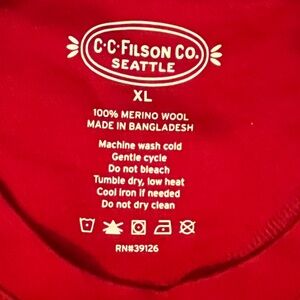 C·C·FILSON CO.
SEATTLE
XL
100% MERINO WOOL
MADE IN BANGLADESH
Machine wash cold
Gentle cycle
Do not bleach
Tumble dry, low heat
Cool iron if needed
Do not dry clean
RN#39126